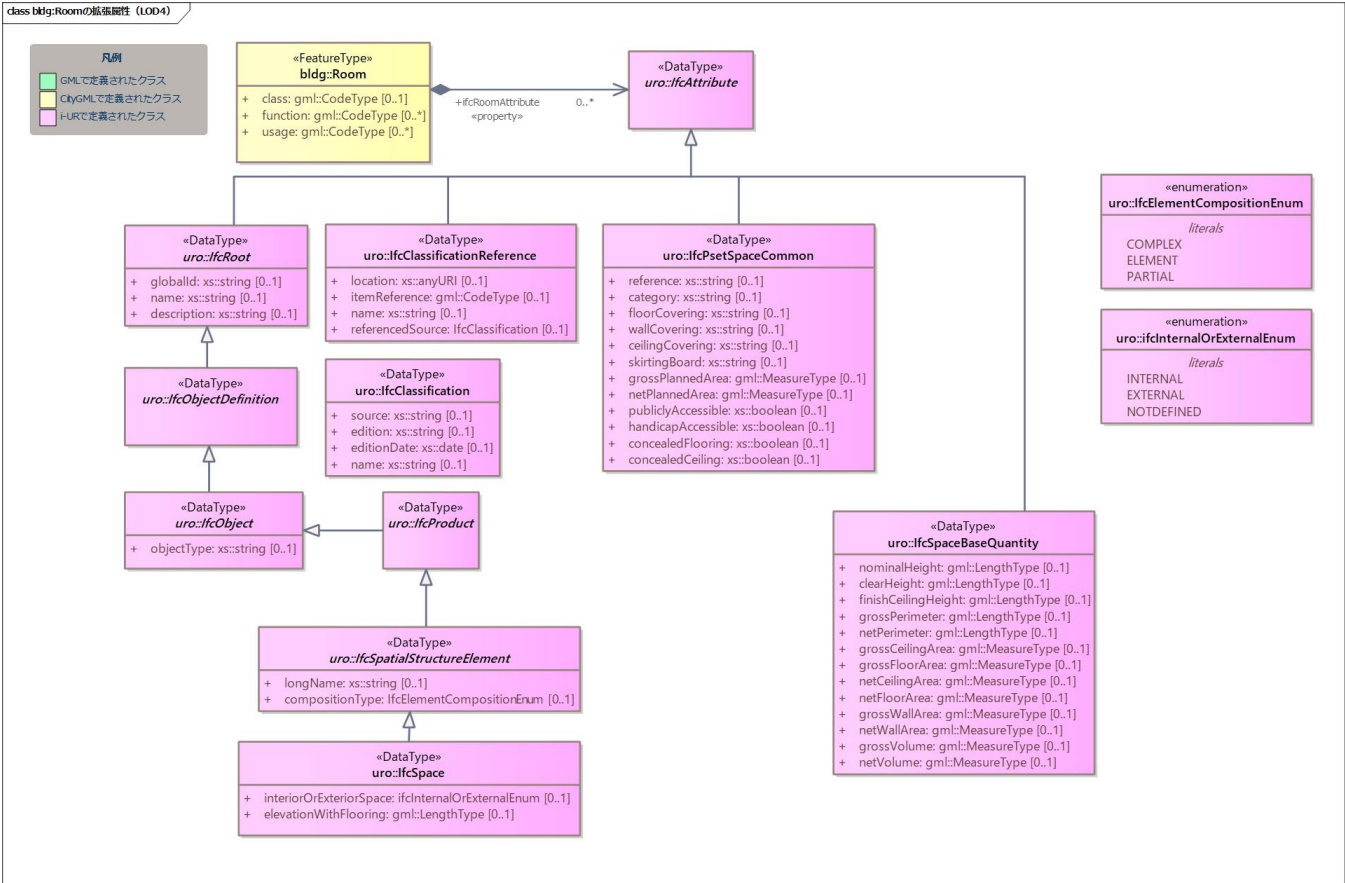 class bldg:Roomの拡張属性（LOD4）
凡例
GMLで定義されたクラス
CityGMLで定義されたクラス
i-URで定義されたクラス
«FeatureType»
bldg::Room
+ class: gml::CodeType [0..1]
+ function: gml::CodeType [0..*]
+ usage: gml::CodeType [0..*]
+ifcRoomAttribute 0..*
«property»
«DataType»
uro::IfcAttribute
«DataType»
uro::IfcRoot
+ globalId: xs::string [0..1]
+ name: xs::string [0..1]
+ description: xs::string [0..1]
«DataType»
uro::IfcClassificationReference
+ location: xs::anyURI [0..1]
+ itemReference: gml::CodeType [0..1]
+ name: xs::string [0..1]
+ referencedSource: IfcClassification [0..1]
«DataType»
uro::IfcPsetSpaceCommon
+ reference: xs::string [0..1]
+ category: xs::string [0..1]
+ floorCovering: xs::string [0..1]
+ wallCovering: xs::string [0..1]
+ ceilingCovering: xs::string [0..1]
+ skirtingBoard: xs::string [0..1]
+ grossPlannedArea: gml::MeasureType [0..1]
+ netPlannedArea: gml::MeasureType [0..1]
+ publiclyAccessible: xs::boolean [0..1]
+ handicapAccessible: xs::boolean [0..1]
+ concealedFlooring: xs::boolean [0..1]
+ concealedCeiling: xs::boolean [0..1]
«enumeration»
uro::IfcElementCompositionEnum
literals
COMPLEX
ELEMENT
PARTIAL
«enumeration»
uro::ifcInternalOrExternalEnum
literals
INTERNAL
EXTERNAL
NOTDEFINED
«DataType»
uro::IfcObjectDefinition
«DataType»
uro::IfcClassification
+ source: xs::string [0..1]
+ edition: xs::string [0..1]
+ editionDate: xs::date [0..1]
+ name: xs::string [0..1]
«DataType»
uro::IfcObject
+ objectType: xs::string [0..1]
«DataType»
uro::IfcProduct
«DataType»
uro::IfcSpaceBaseQuantity
+ nominalHeight: gml::LengthType [0..1]
+ clearHeight: gml::LengthType [0..1]
+ finishCeilingHeight: gml::LengthType [0..1]
+ grossPerimeter: gml::LengthType [0..1]
+ netPerimeter: gml::LengthType [0..1]
+ grossCeilingArea: gml::MeasureType [0..1]
+ grossFloorArea: gml::MeasureType [0..1]
+ netCeilingArea: gml::MeasureType [0..1]
+ netFloorArea: gml::MeasureType [0..1]
+ grossWallArea: gml::MeasureType [0..1]
+ netWallArea: gml::MeasureType [0..1]
+ grossVolume: gml::MeasureType [0..1]
+ netVolume: gml::MeasureType [0..1]
«DataType»
uro::IfcSpatialStructureElement
+ longName: xs::string [0..1]
+ compositionType: IfcElementCompositionEnum [0..1]
«DataType»
uro::IfcSpace
+ interiorOrExteriorSpace: ifcInternalOrExternalEnum [0..1]
+ elevationWithFlooring: gml::LengthType [0..1]